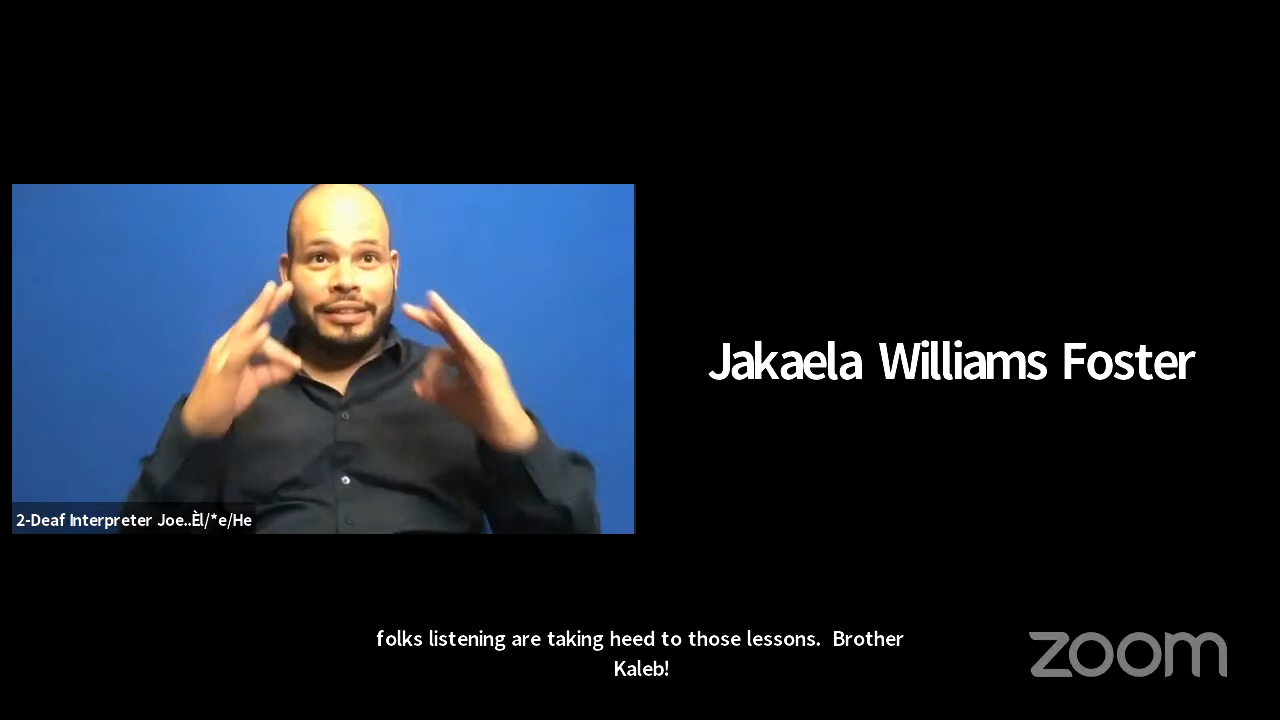 Jakaela Williams Foster
2-Deaf Interpreter Joe..Èl/*e/He
folks listening are taking heed to those lessons.  Brother
Kaleb!
zoom